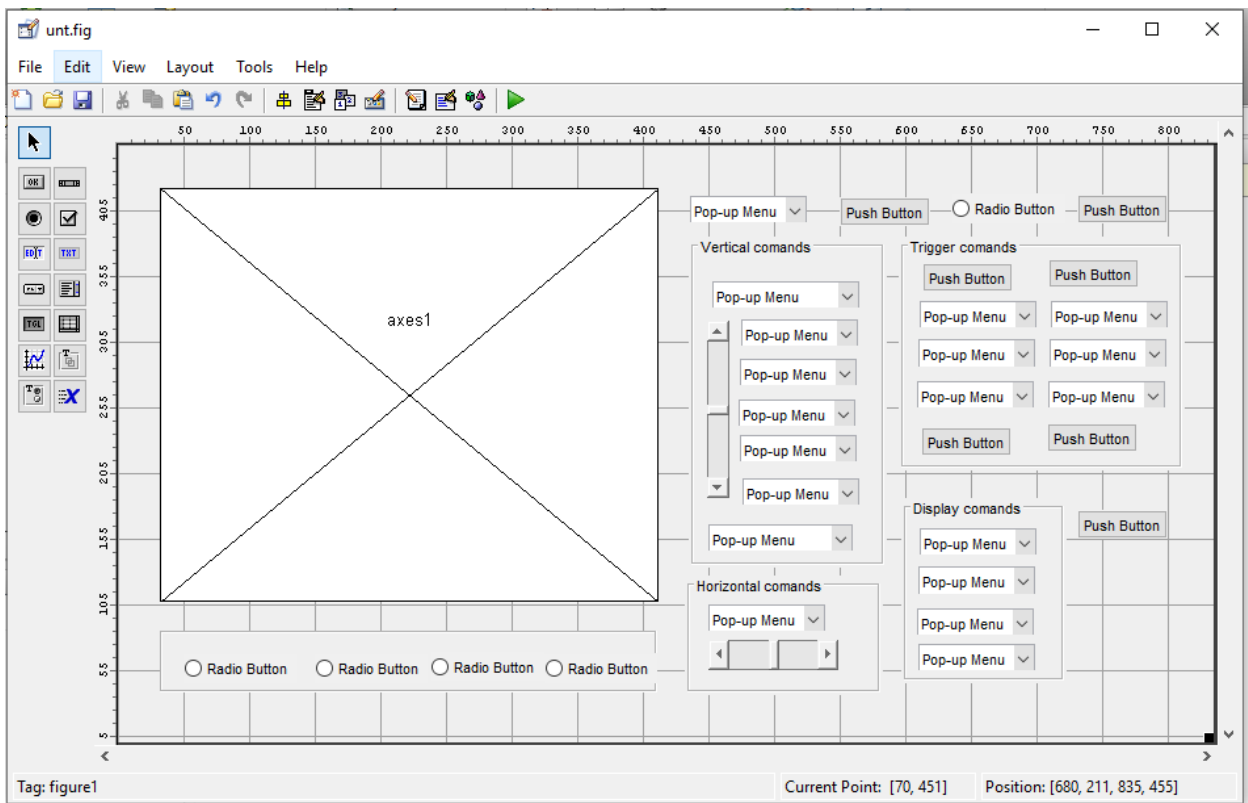 unt.fig
File Edit View Layout Tools Help
50 100 150 200 250 300 350 400 450 500 550 600 650 700 750 800
OK
EDIT TXT
TGL
405
355
305
255
205
155
105
55
5
axes1
Pop-up Menu Push Button Radio Button Push Button
Vertical comands
Pop-up Menu
Pop-up Menu
Pop-up Menu
Pop-up Menu
Pop-up Menu
Pop-up Menu
Pop-up Menu
Trigger comands
Push Button Push Button
Pop-up Menu Pop-up Menu
Pop-up Menu Pop-up Menu
Pop-up Menu Pop-up Menu
Push Button Push Button
Horizontal comands
Pop-up Menu
Display comands
Pop-up Menu
Pop-up Menu
Pop-up Menu
Pop-up Menu
Push Button
Radio Button Radio Button Radio Button Radio Button
Tag: figure1 Current Point: [70, 451] Position: [680, 211, 835, 455]